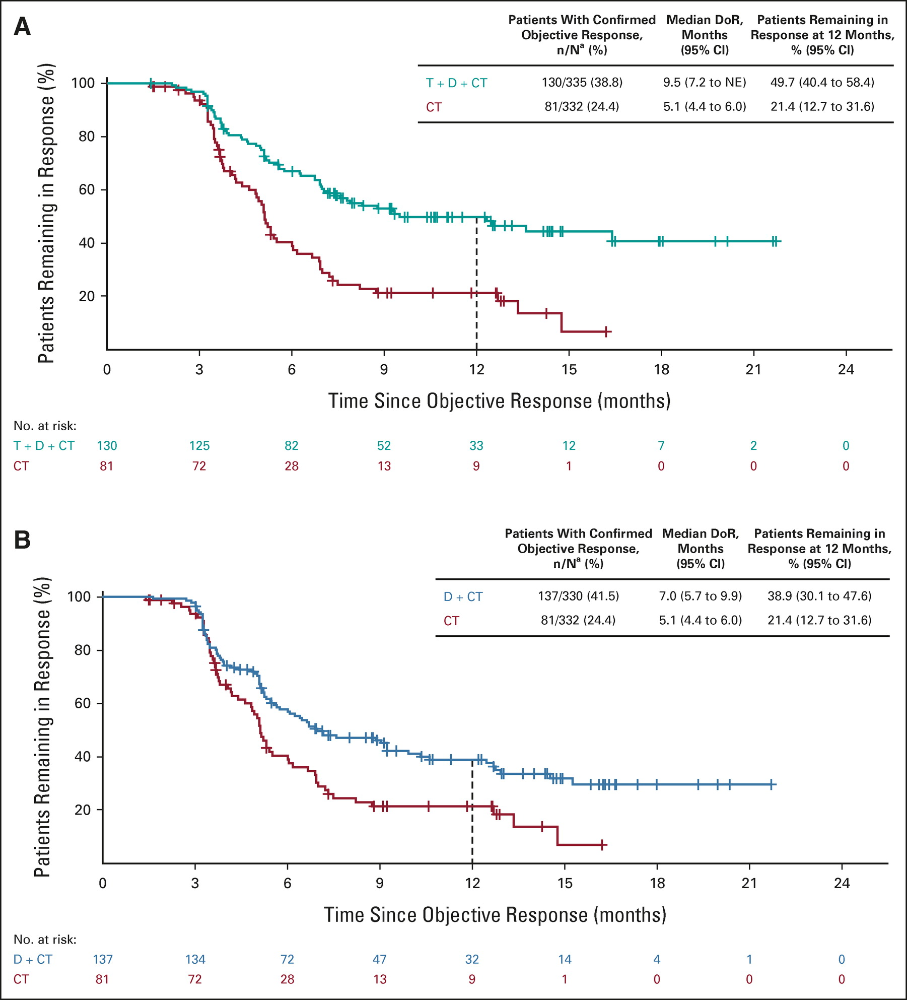 A
Patients With Confirmed Objective Response, n/Nª (%)
Median DoR, Months (95% CI)
Patients Remaining in Response at 12 Months, % (95% CI)
T + D + CT 130/335 (38.8) 9.5 (7.2 to NE) 49.7 (40.4 to 58.4)
CT 81/332 (24.4) 5.1 (4.4 to 6.0) 21.4 (12.7 to 31.6)
Patients Remaining in Response (%)
100
80
60
40
20
0 3 6 9 12 15 18 21 24
Time Since Objective Response (months)
No. at risk:
T + D + CT 130 125 82 52 33 12 7 2 0
CT 81 72 28 13 9 1 0 0 0
B
Patients With Confirmed Objective Response, n/Nª (%)
Median DoR, Months (95% CI)
Patients Remaining in Response at 12 Months, % (95% CI)
D + CT 137/330 (41.5) 7.0 (5.7 to 9.9) 38.9 (30.1 to 47.6)
CT 81/332 (24.4) 5.1 (4.4 to 6.0) 21.4 (12.7 to 31.6)
Patients Remaining in Response (%)
100
80
60
40
20
0 3 6 9 12 15 18 21 24
Time Since Objective Response (months)
No. at risk:
D + CT 137 134 72 47 32 14 4 1 0
CT 81 72 28 13 9 1 0 0 0